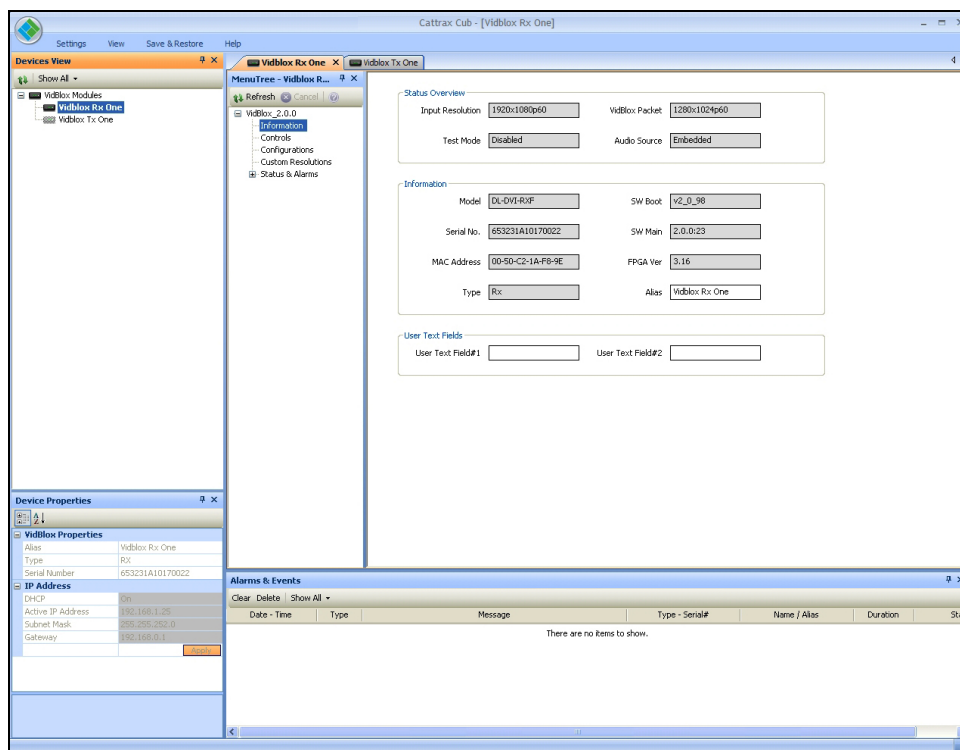 Cattrax Cub - [Vidblox Rx One]
Settings View Save & Restore Help
Devices View
Show All
VidBlox Modules
Vidblox Rx One
Vidblox Tx One
Vidblox Rx One X Vidblox Tx One
MenuTree - Vidblox R...
Refresh Cancel
VidBlox_2.0.0
Information
Controls
Configurations
Custom Resolutions
Status & Alarms
Status Overview
Input Resolution 1920x1080p60 VidBlox Packet 1280x1024p60
Test Mode Disabled Audio Source Embedded
Information
Model DL-DVI-RXF SW Boot v2_0_98
Serial No. 653231A10170022 SW Main 2.0.0:23
MAC Address 00-50-C2-1A-F8-9E FPGA Ver 3.16
Type Rx Alias Vidblox Rx One
User Text Fields
User Text Field#1 User Text Field#2
Device Properties
VidBlox Properties
Alias Vidblox Rx One
Type RX
Serial Number 653231A10170022
IP Address
DHCP On
Active IP Address 192.168.1.25
Subnet Mask 255.255.252.0
Gateway 192.168.0.1
Apply
Alarms & Events
Clear Delete Show All
Date - Time Type Message Type - Serial# Name / Alias Duration Sta
There are no items to show.